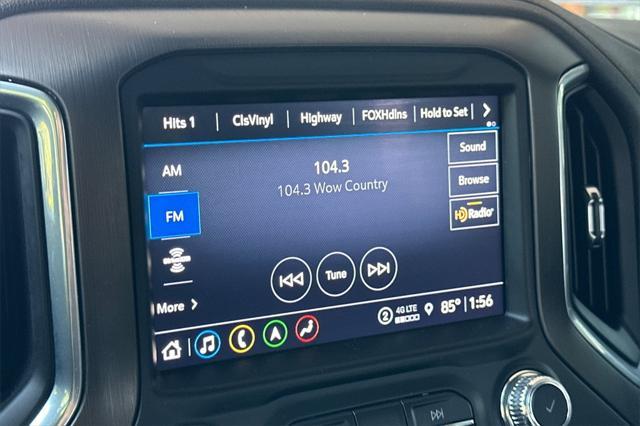 Hits 1 ClsVinyl Highway FOXHdlns Hold to Set
AM
104.3
Sound
104.3 Wow Country
Browse
FM
HD Radio
More
Tune
2 4G LTE 85° 1:56